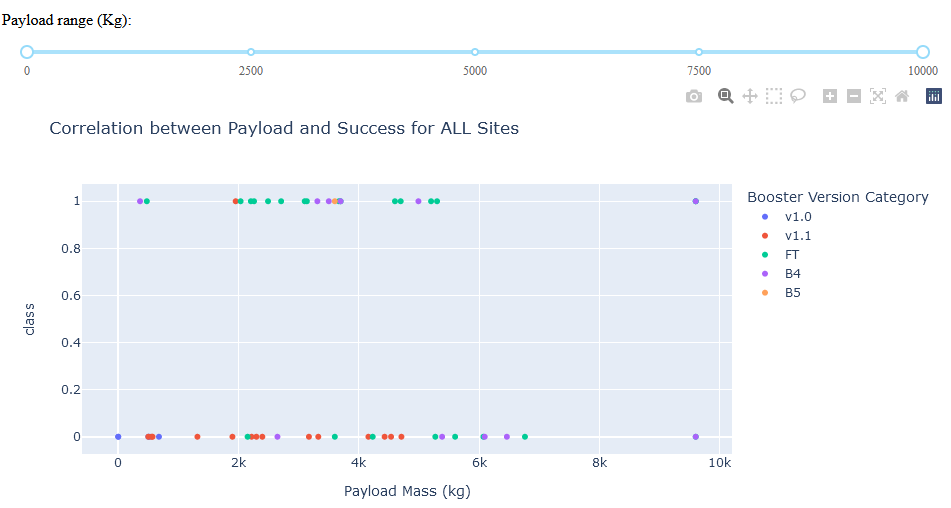 Payload range (Kg):
0 2500 5000 7500 10000
Correlation between Payload and Success for ALL Sites
Booster Version Category
v1.0
v1.1
FT
B4
B5
class
1
0.8
0.6
0.4
0.2
0
0 2k 4k 6k 8k 10k
Payload Mass (kg)